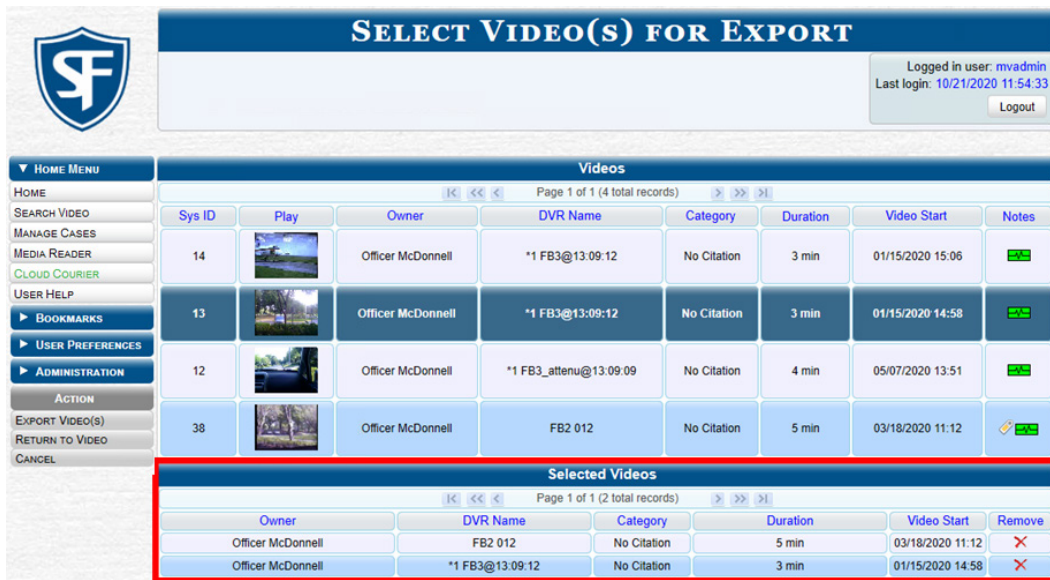 SF
SELECT VIDEO(S) FOR EXPORT
Logged in user: mvadmin
Last login: 10/21/2020 11:54:33
Logout
▼ HOME MENU
HOME
SEARCH VIDEO
MANAGE CASES
MEDIA READER
CLOUD COURIER
USER HELP
▶ BOOKMARKS
▶ USER PREFERENCES
▶ ADMINISTRATION
ACTION
EXPORT VIDEO(S)
RETURN TO VIDEO
CANCEL
Videos
Page 1 of 1 (4 total records)
Sys ID Play Owner DVR Name Category Duration Video Start Notes
14 Officer McDonnell *1 FB3@13:09:12 No Citation 3 min 01/15/2020 15:06
13 Officer McDonnell *1 FB3@13:09:12 No Citation 3 min 01/15/2020 14:58
12 Officer McDonnell *1 FB3_attenu@13:09:09 No Citation 4 min 05/07/2020 13:51
38 Officer McDonnell FB2 012 No Citation 5 min 03/18/2020 11:12
Selected Videos
Page 1 of 1 (2 total records)
Owner DVR Name Category Duration Video Start Remove
Officer McDonnell FB2 012 No Citation 5 min 03/18/2020 11:12
Officer McDonnell *1 FB3@13:09:12 No Citation 3 min 01/15/2020 14:58